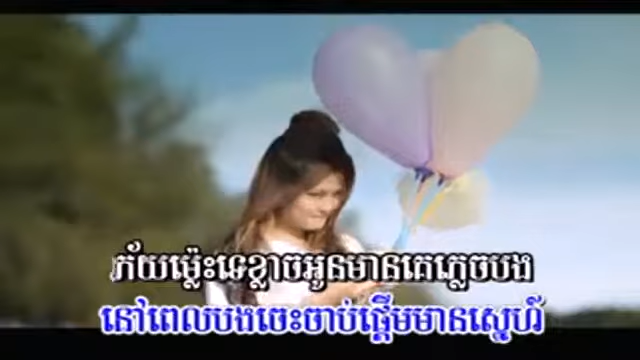 ភ័យម្ល៉េះទេខ្លាចអូនមានគេភ្លេចបង
នៅពេលបងចេះចាប់ផ្ដើមមានស្នេហ៍